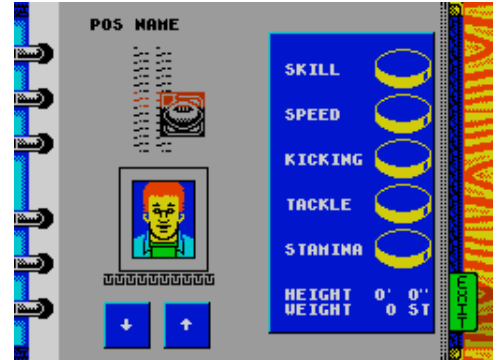 POS NAME
SKILL
SPEED
KICKING
TACKLE
STAMINA
HEIGHT 0' 0''
WEIGHT 0 ST
EXIT